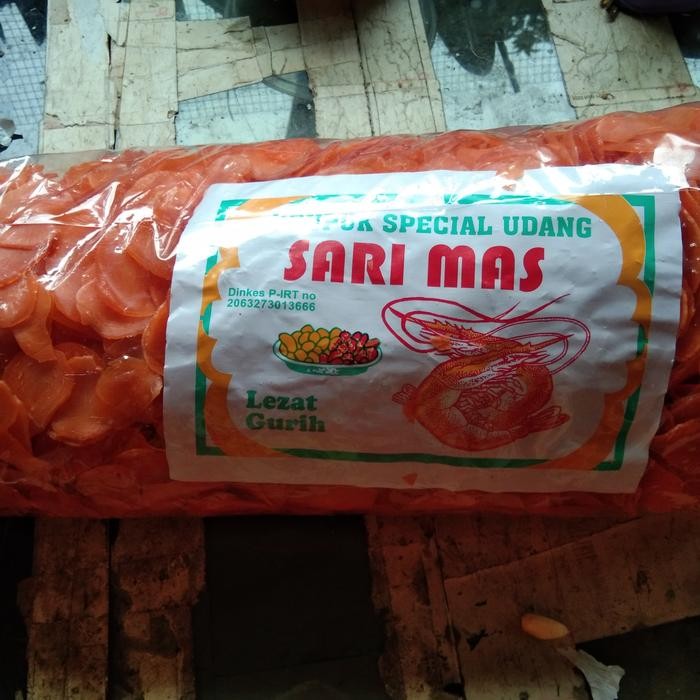 SPECIAL UDANG
SARI MAS
Dinkes P-IRT no
2063273013666
Lezat
Gurih